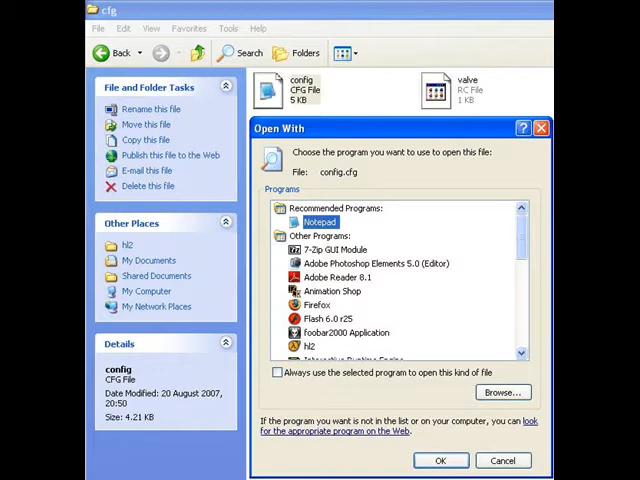 cfg
File Edit View Favorites Tools Help
Back Search Folders
File and Folder Tasks
Rename this file
Move this file
Copy this file
Publish this file to the Web
E-mail this file
Delete this file
Other Places
hl2
My Documents
Shared Documents
My Computer
My Network Places
Details
config
CFG File
Date Modified: 20 August 2007,
20:50
Size: 4.21 KB
config
CFG File
5 KB
valve
RC File
1 KB
Open With
Choose the program you want to use to open this file:
File: config.cfg
Programs
Recommended Programs:
Notepad
Other Programs:
7-Zip GUI Module
Adobe Photoshop Elements 5.0 (Editor)
Adobe Reader 8.1
Animation Shop
Firefox
Flash 6.0 r25
foobar2000 Application
hl2
Interactive Runtime Engine
Always use the selected program to open this kind of file
Browse...
If the program you want is not in the list or on your computer, you can look
for the appropriate program on the Web.
OK Cancel